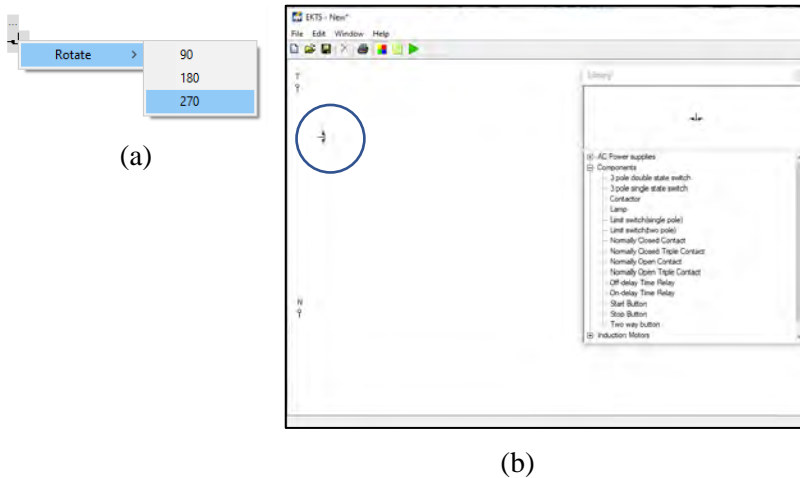 ...
Rotate >
90
180
270
(a)
EKTS - New*
File Edit Window Help
T
Library
AC Power supplies
Components
3 pole double state switch
3 pole single state switch
Contactor
Lamp
Limit switch(single pole)
Limit switch(two pole)
Normally Closed Contact
Normally Closed Triple Contact
Normally Open Contact
Normally Open Triple Contact
Off-delay Time Relay
On-delay Time Relay
Start Button
Stop Button
Two way button
Induction Motors
N
(b)